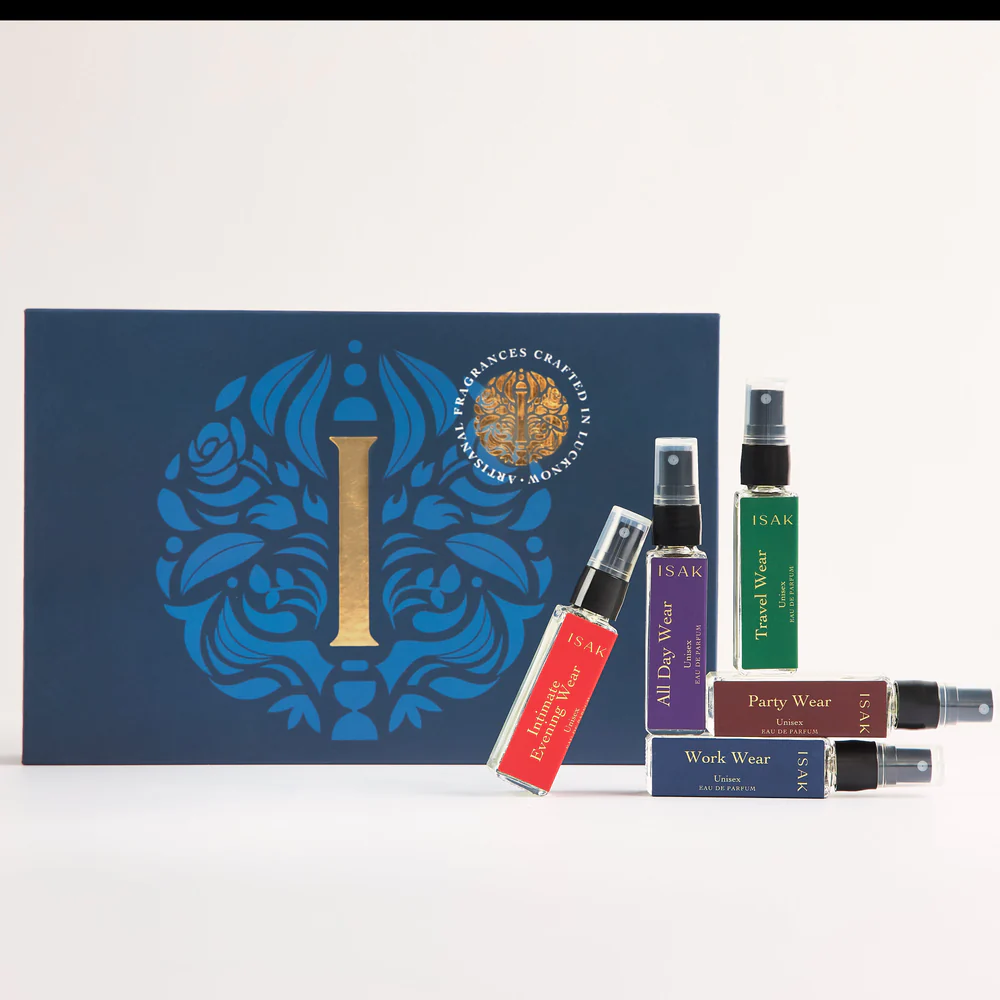 I
ARTISANAL FRAGRANCES CRAFTED IN LUCKNOW •
I
ISAK
Travel Wear
Unisex
EAU DE PARFUM
ISAK
All Day Wear
Unisex
EAU DE PARFUM
ISAK
Intimate
Evening Wear
Unisex
Party Wear
Unisex
EAU DE PARFUM
ISAK
Work Wear
Unisex
EAU DE PARFUM
ISAK